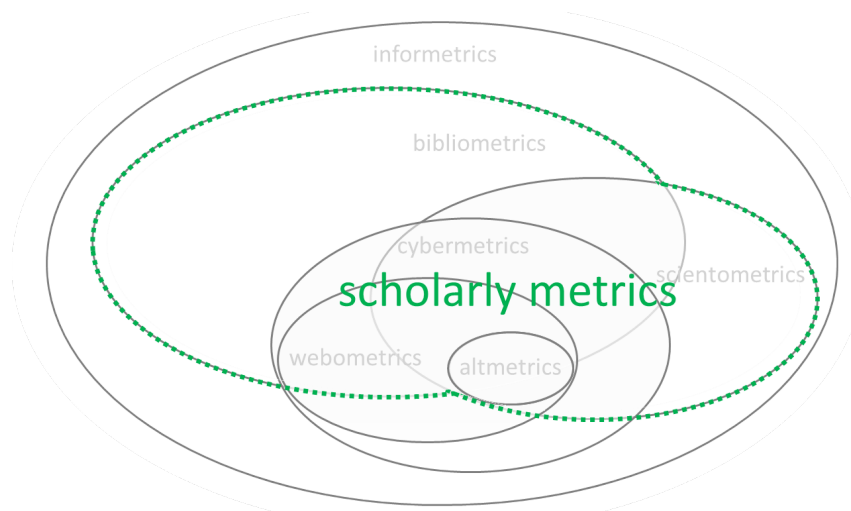 informetrics
bibliometrics
cybermetrics
scientometrics
scholarly metrics
webometrics
altmetrics